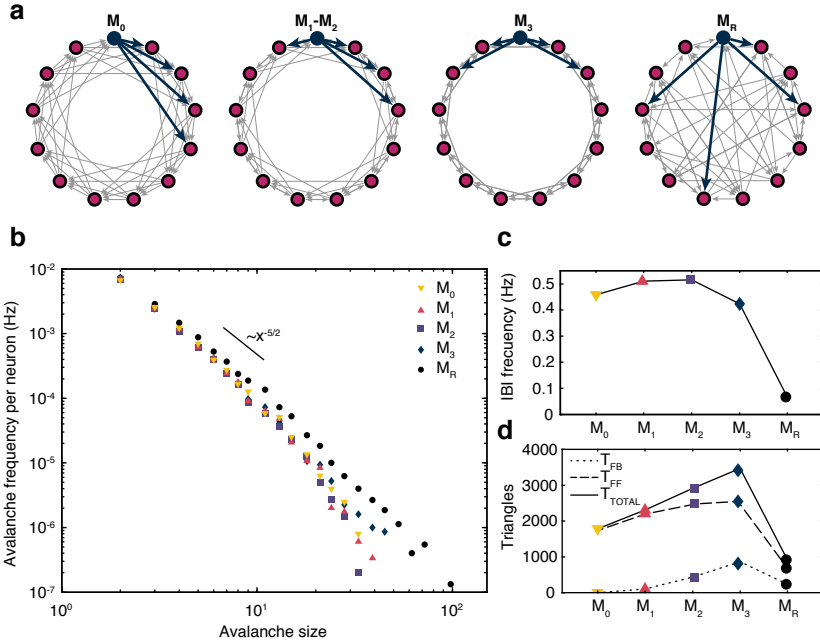 a
M0 M1-M2 M3 MR
b
Avalanche frequency per neuron (Hz)
10-2
10-3
10-4
10-5
10-6
10-7
~x-5/2
M0
M1
M2
M3
MR
100 101 102
Avalanche size
c
IBI frecuency (Hz)
0.5
0.4
0.3
0.2
0.1
0
M0 M1 M2 M3 MR
d
Triangles
4000
3000
2000
1000
0
TFB
TFF
TTOTAL
M0 M1 M2 M3 MR